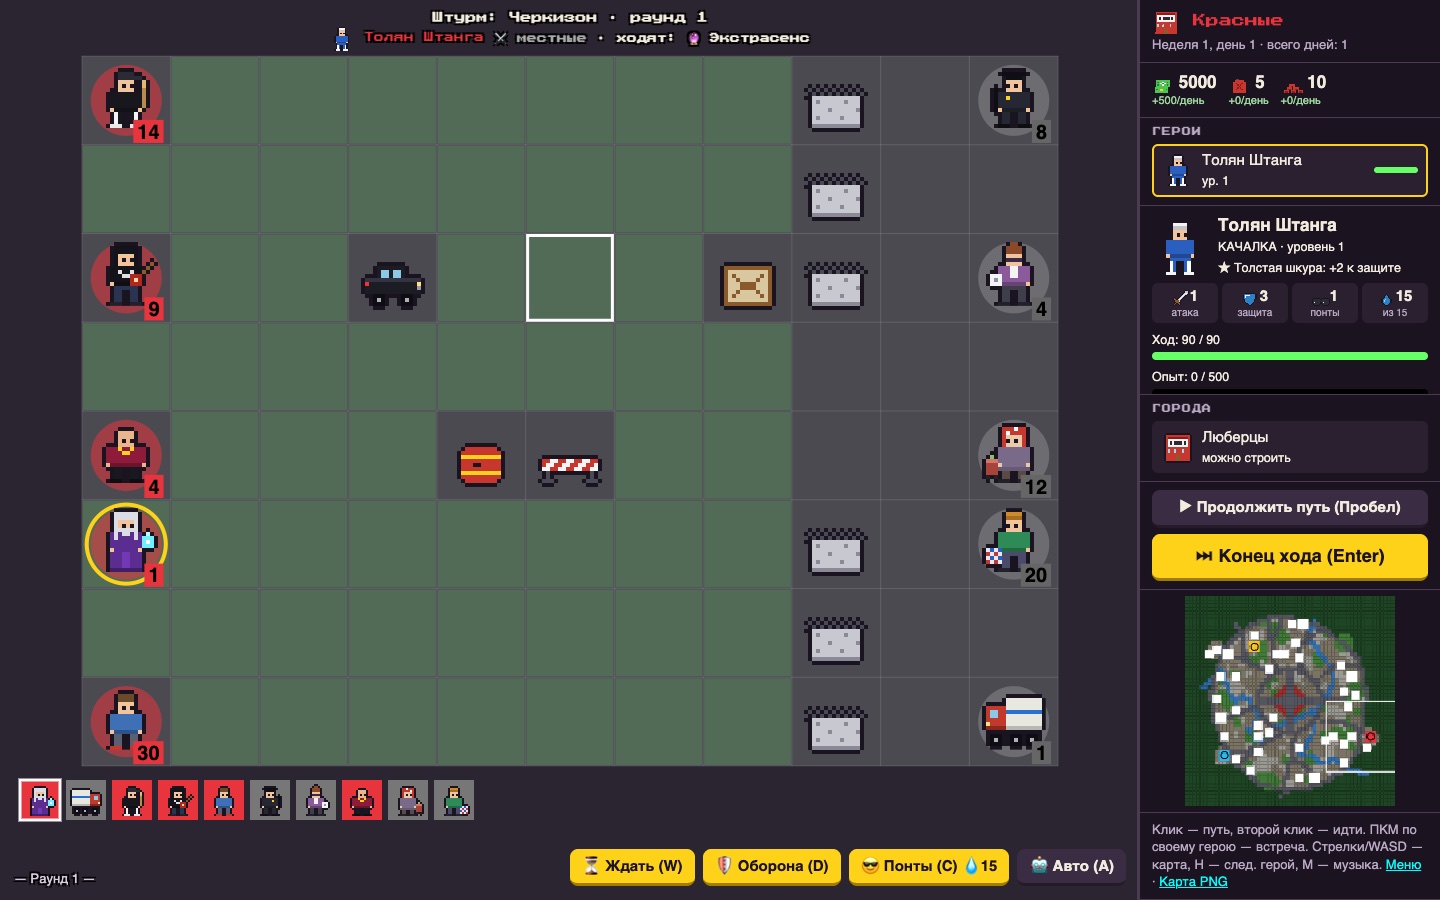 Штурм: Черкизон · раунд 1
Толян Штанга ⚔ местные · ходят: 🔮 Экстрасенс
14
8
9
4
4
12
1
20
30
1
— Раунд 1 —
⏳ Ждать (W)
🛡 Оборона (D)
😎 Понты (C) 💧15
🤖 Авто (A)
Красные
Неделя 1, день 1 · всего дней: 1
5000 5 10
+500/день +0/день +0/день
ГЕРОИ
Толян Штанга
ур. 1
Толян Штанга
КАЧАЛКА · уровень 1
★ Толстая шкура: +2 к защите
1 3 1 15
атака защита понты из 15
Ход: 90 / 90
Опыт: 0 / 500
ГОРОДА
Люберцы
можно строить
▶ Продолжить путь (Пробел)
⏭ Конец хода (Enter)
Клик — путь, второй клик — идти. ПКМ по
своему герою — встреча. Стрелки/WASD —
карта, H — след. герой, M — музыка. Меню
· Карта PNG